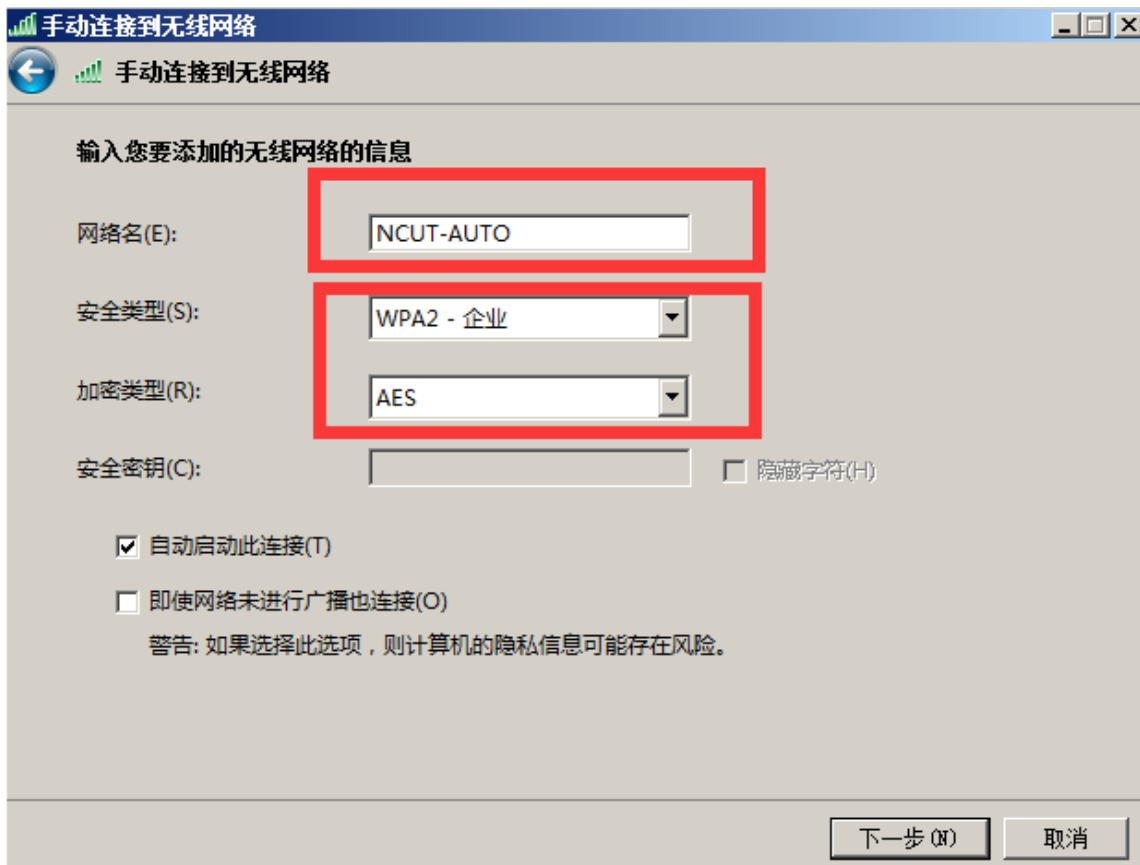 手动连接到无线网络
手动连接到无线网络
输入您要添加的无线网络的信息
网络名(E): NCUT-AUTO
安全类型(S): WPA2 - 企业
加密类型(R): AES
安全密钥(C): 隐藏字符(H)
自动启动此连接(T)
即使网络未进行广播也连接(O)
警告: 如果选择此选项，则计算机的隐私信息可能存在风险。
下一步(N) 取消